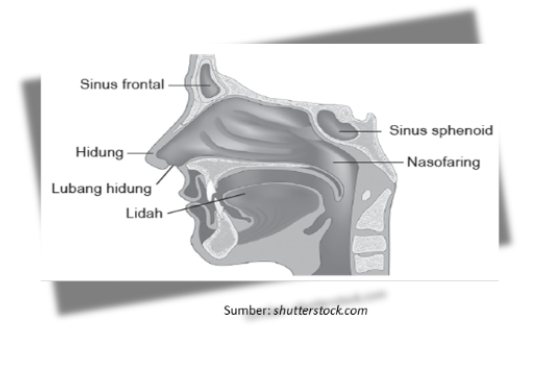 Sinus frontal
Sinus sphenoid
Hidung
Nasofaring
Lubang hidung
Lidah
Sumber: shutterstock.com